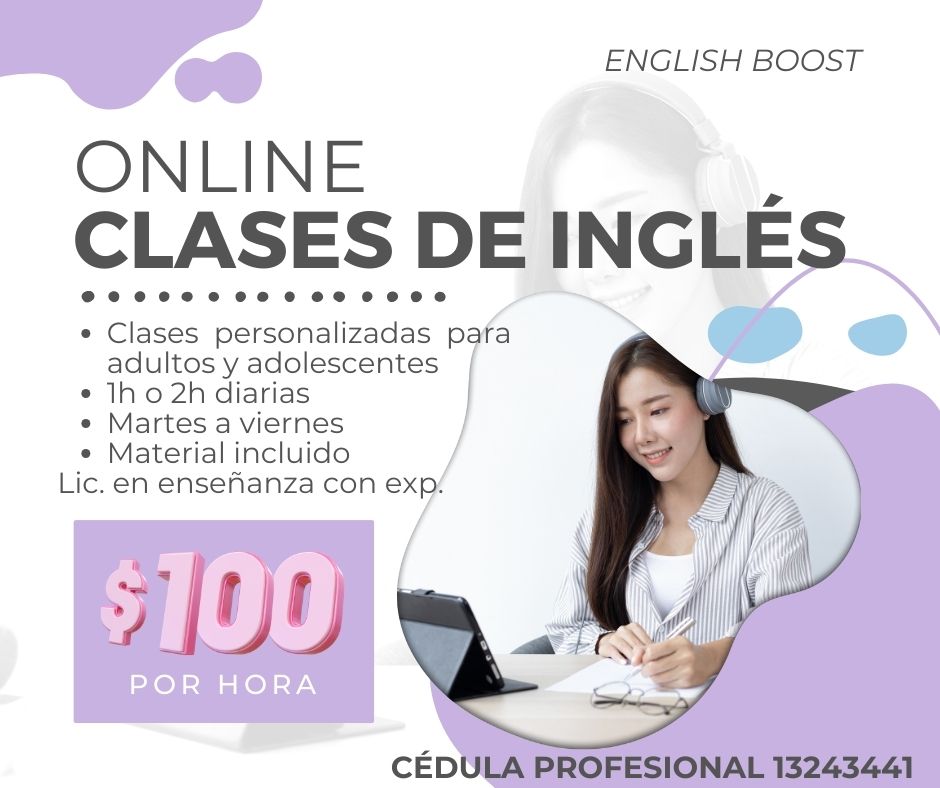 ENGLISH BOOST
ONLINE
CLASES DE INGLÉS
• Clases personalizadas para
adultos y adolescentes
• 1h o 2h diarias
• Martes a viernes
• Material incluido
Lic. en enseñanza con exp.
$100
POR HORA
CÉDULA PROFESIONAL 13243441